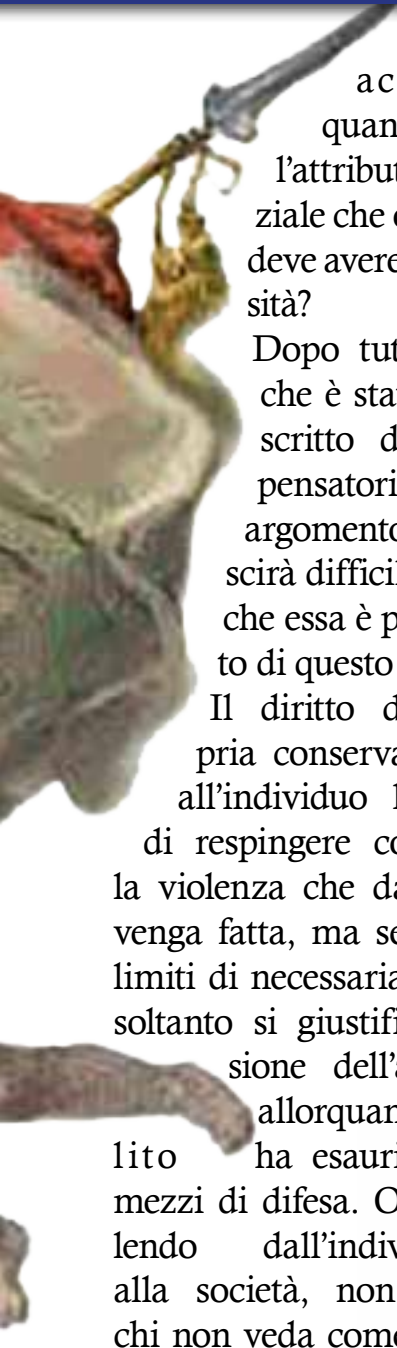 ac
quan
l'attribut
ziale che
deve avere
sità?
Dopo tut
che è sta
scritto d
pensatori
argomento
scirà difficil
che essa è p
to di questo
Il diritto d
pria conserva
all'individuo
di respingere co
la violenza che da
venga fatta, ma se
limiti di necessaria
soltanto si giustifi
sione dell'a
allorquan
lito ha esauri
mezzi di difesa. O
lendo dall'indiv
alla società, non
chi non veda come